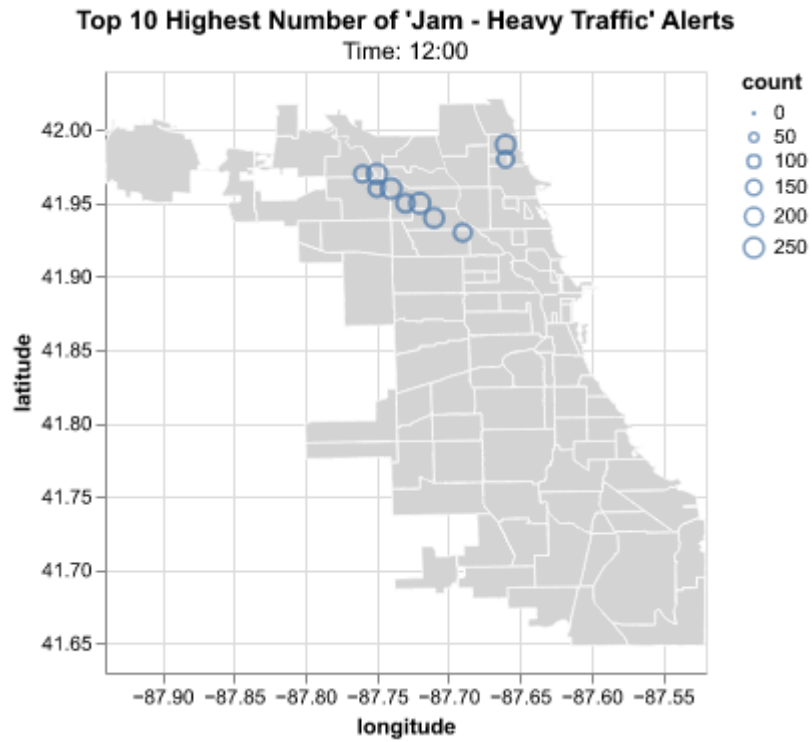 Top 10 Highest Number of 'Jam - Heavy Traffic' Alerts
Time: 12:00
count
0
50
100
150
200
250
42.00
41.95
41.90
41.85
41.80
41.75
41.70
41.65
latitude
−87.90 −87.85 −87.80 −87.75 −87.70 −87.65 −87.60 −87.55
longitude